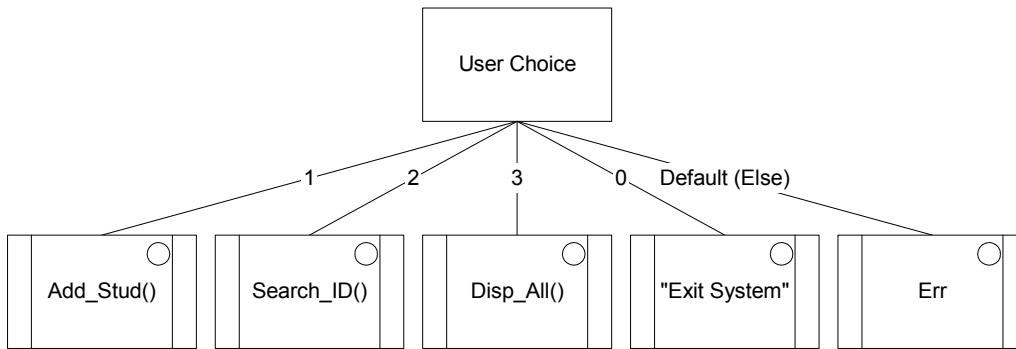 User Choice
1
2
3
0
Default (Else)
Add_Stud()
Search_ID()
Disp_All()
"Exit System"
Err